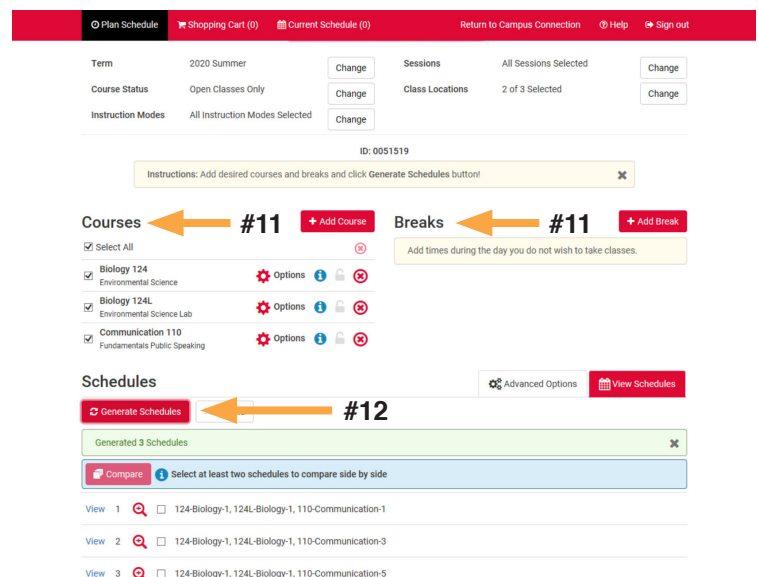 Plan Schedule Shopping Cart (0) Current Schedule (0) Return to Campus Connection Help Sign out
Term 2020 Summer Change Sessions All Sessions Selected Change
Course Status Open Classes Only Change Class Locations 2 of 3 Selected Change
Instruction Modes All Instruction Modes Selected Change
ID: 0051519
Instructions: Add desired courses and breaks and click Generate Schedules button!
Courses #11 + Add Course Breaks #11 + Add Break
Select All Add times during the day you do not wish to take classes.
Biology 124
Environmental Science Options
Biology 124L
Environmental Science Lab Options
Communication 110
Fundamentals Public Speaking Options
Schedules Advanced Options View Schedules
Generate Schedules #12
Generated 3 Schedules
Compare Select at least two schedules to compare side by side
View 1 124-Biology-1, 124L-Biology-1, 110-Communication-1
View 2 124-Biology-1, 124L-Biology-1, 110-Communication-3
View 3 124-Biology-1, 124L-Biology-1, 110-Communication-5